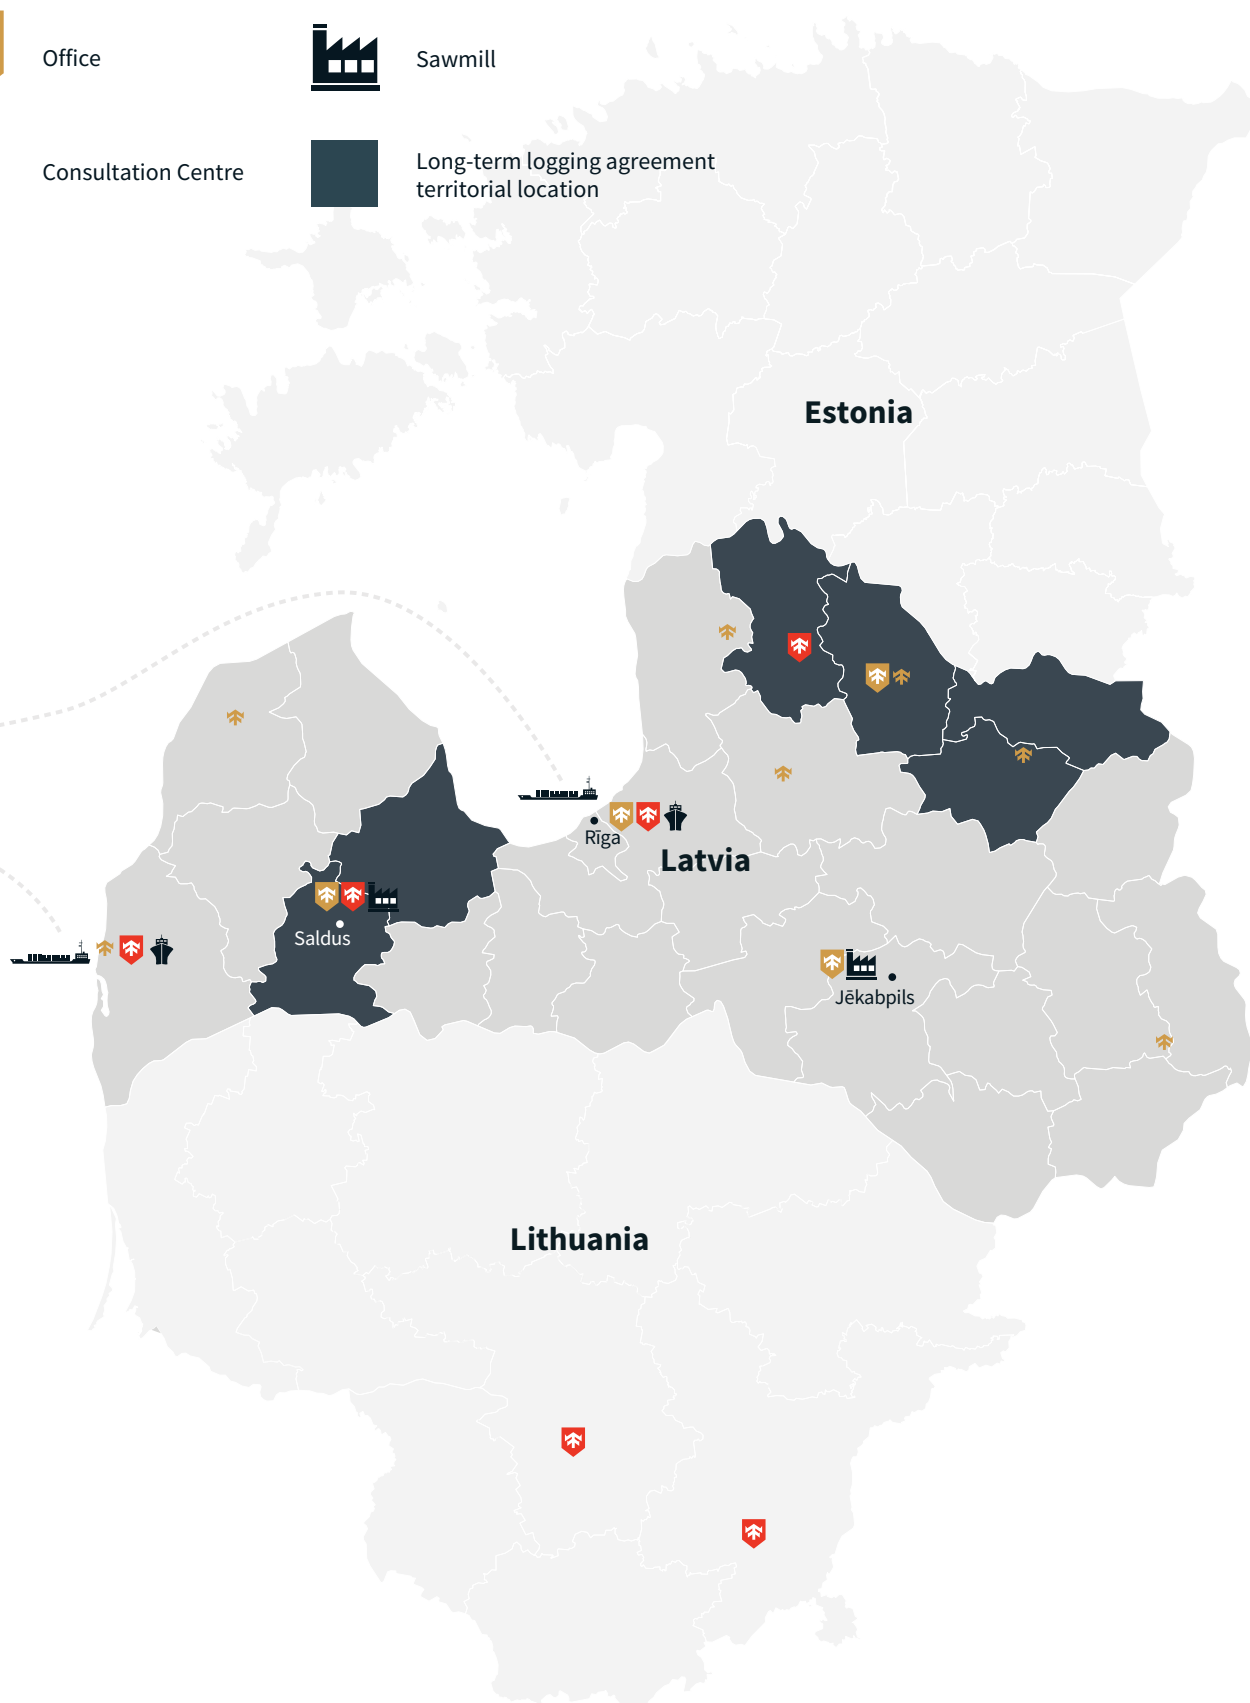 Office
Sawmill
Consultation Centre
Long-term logging agreement
territorial location
Estonia
Rīga
Latvia
Saldus
Jēkabpils
Lithuania